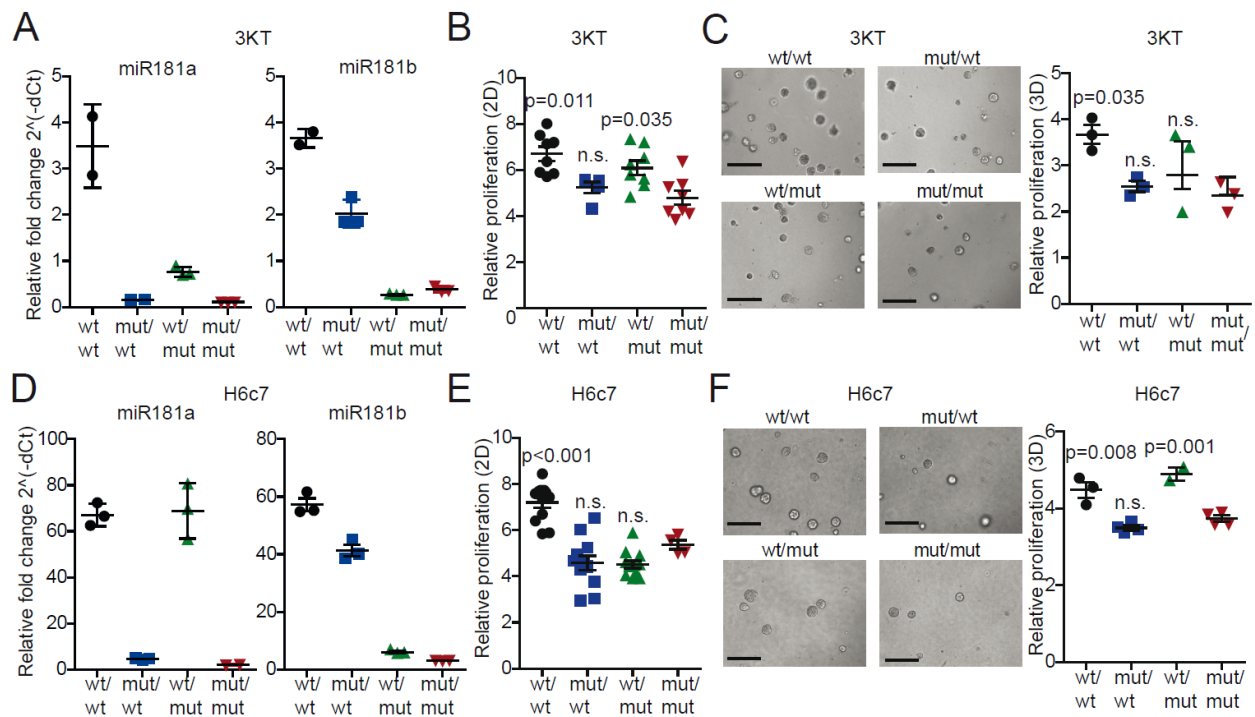 A
3KT
miR181a
miR181b
Relative fold change 2^(-dCt)
5
4
3
2
1
0
5
4
3
2
1
0
wt/ mut/ wt/ mut/
wt wt mut mut
wt/ mut/ wt/ mut/
wt wt mut mut
B
3KT
Relative proliferation (2D)
10
8
6
4
2
0
p=0.011
n.s.
p=0.035
wt/ mut/ wt/ mut/
wt wt mut mut
C
3KT
wt/wt
mut/wt
wt/mut
mut/mut
3KT
Relative proliferation (3D)
5
4
3
2
1
0
p=0.035
n.s.
n.s.
wt/ mut/ wt/ mut/
wt wt mut mut/
D
H6c7
miR181a
miR181b
Relative fold change 2^(-dCt)
100
80
60
40
20
0
80
60
40
20
0
wt/ mut/ wt/ mut/
wt wt mut mut
wt/ mut/ wt/ mut/
wt wt mut mut
E
H6c7
Relative proliferation (2D)
10
8
6
4
2
0
p<0.001
n.s.
n.s.
wt/ mut/ wt/ mut/
wt wt mut mut
F
H6c7
wt/wt
mut/wt
wt/mut
mut/mut
H6c7
Relative proliferation (3D)
6
4
2
0
p=0.008
n.s.
p=0.001
wt/ mut/ wt/ mut/
wt wt mut mut